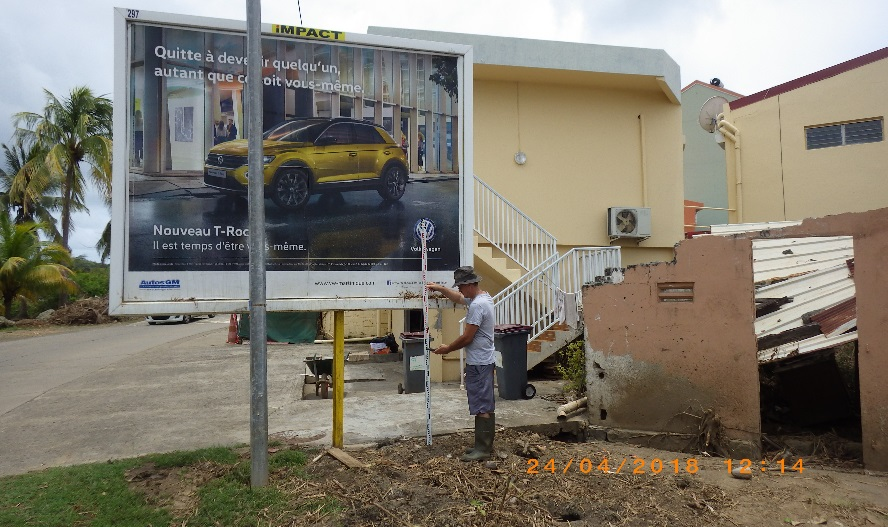 297
iMPACT
Quitte à devenir quelqu'un,
autant que ce soit vous-même.
Nouveau T-Roc
Il est temps d'être vous-même.
Volkswagen
AutosGM
24/04/2018 12:14